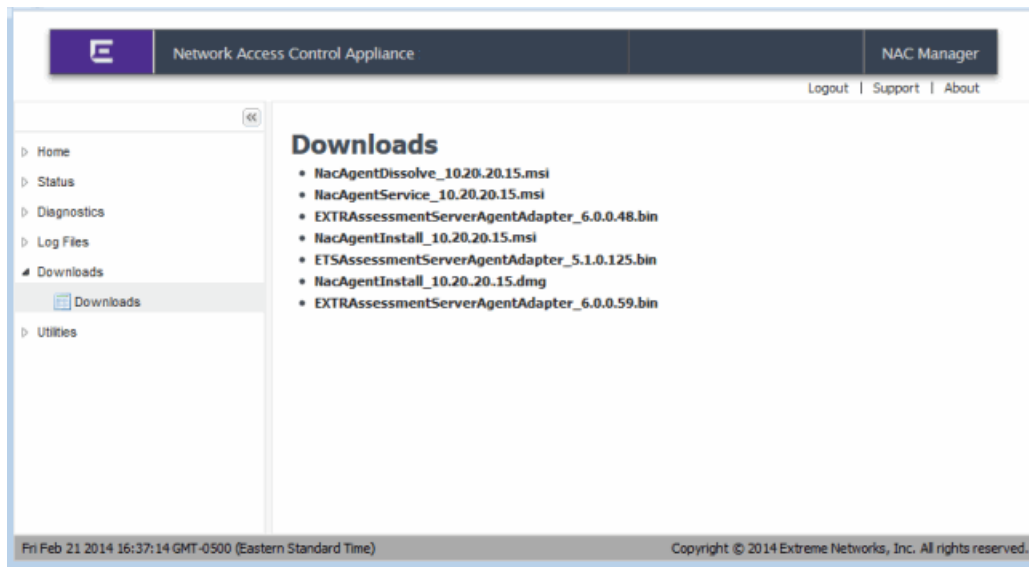 Network Access Control Appliance
NAC Manager
Logout | Support | About
Home
Status
Diagnostics
Log Files
Downloads
Downloads
Utilities
Downloads
NacAgentDissolve_10.20.20.15.msi
NacAgentService_10.20.20.15.msi
EXTRAssessmentServerAgentAdapter_6.0.0.48.bin
NacAgentInstall_10.20.20.15.msi
ETSAssessmentServerAgentAdapter_5.1.0.125.bin
NacAgentInstall_10.20.20.15.dmg
EXTRAssessmentServerAgentAdapter_6.0.0.59.bin
Fri Feb 21 2014 16:37:14 GMT-0500 (Eastern Standard Time)
Copyright © 2014 Extreme Networks, Inc. All rights reserved.